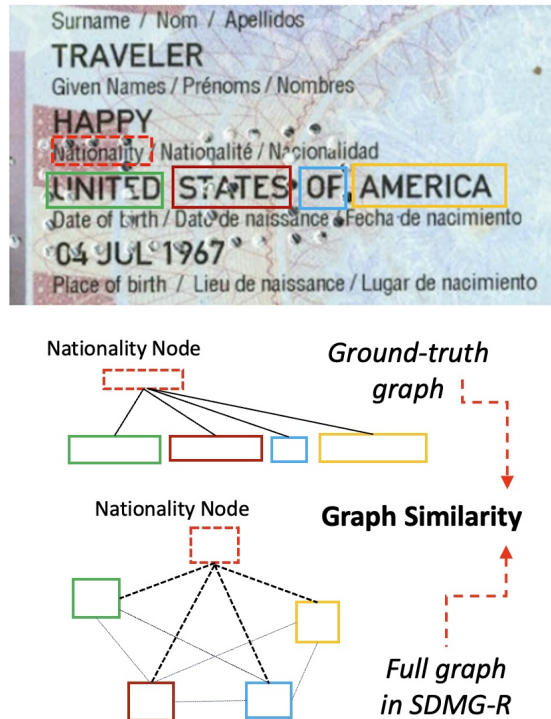 Surname / Nom / Apellidos
TRAVELER
Given Names / Prénoms / Nombres
HAPPY
Nationality / Nationalité / Nacionalidad
UNITED STATES OF AMERICA
Date of birth / Date de naissance / Fecha de nacimiento
04 JUL 1967
Place of birth / Lieu de naissance / Lugar de nacimiento
Nationality Node
Ground-truth
graph
Nationality Node
Graph Similarity
Full graph
in SDMG-R